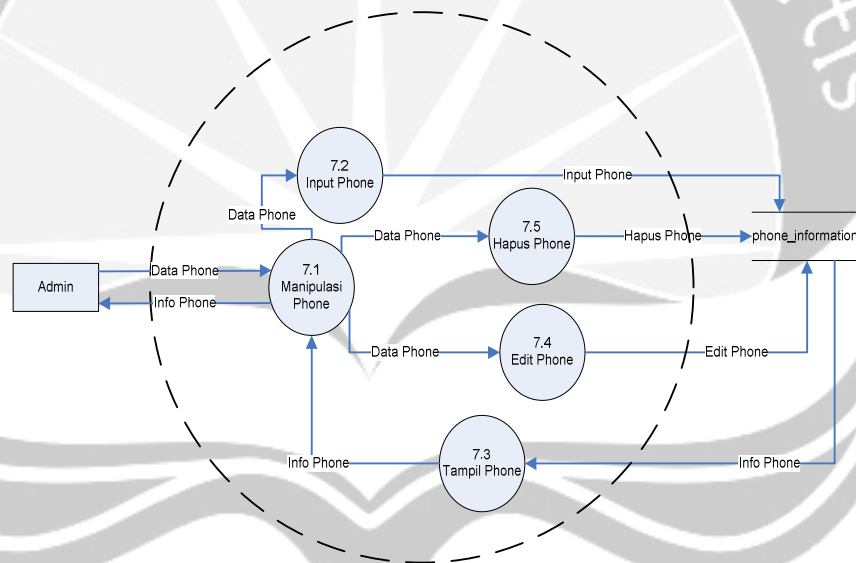 7.2
Input Phone
Input Phone
Data Phone
7.5
Hapus Phone
Data Phone
Hapus Phone
phone_information
Admin
Data Phone
Info Phone
7.1
Manipulasi
Phone
7.4
Edit Phone
Data Phone
Edit Phone
7.3
Tampil Phone
Info Phone
Info Phone